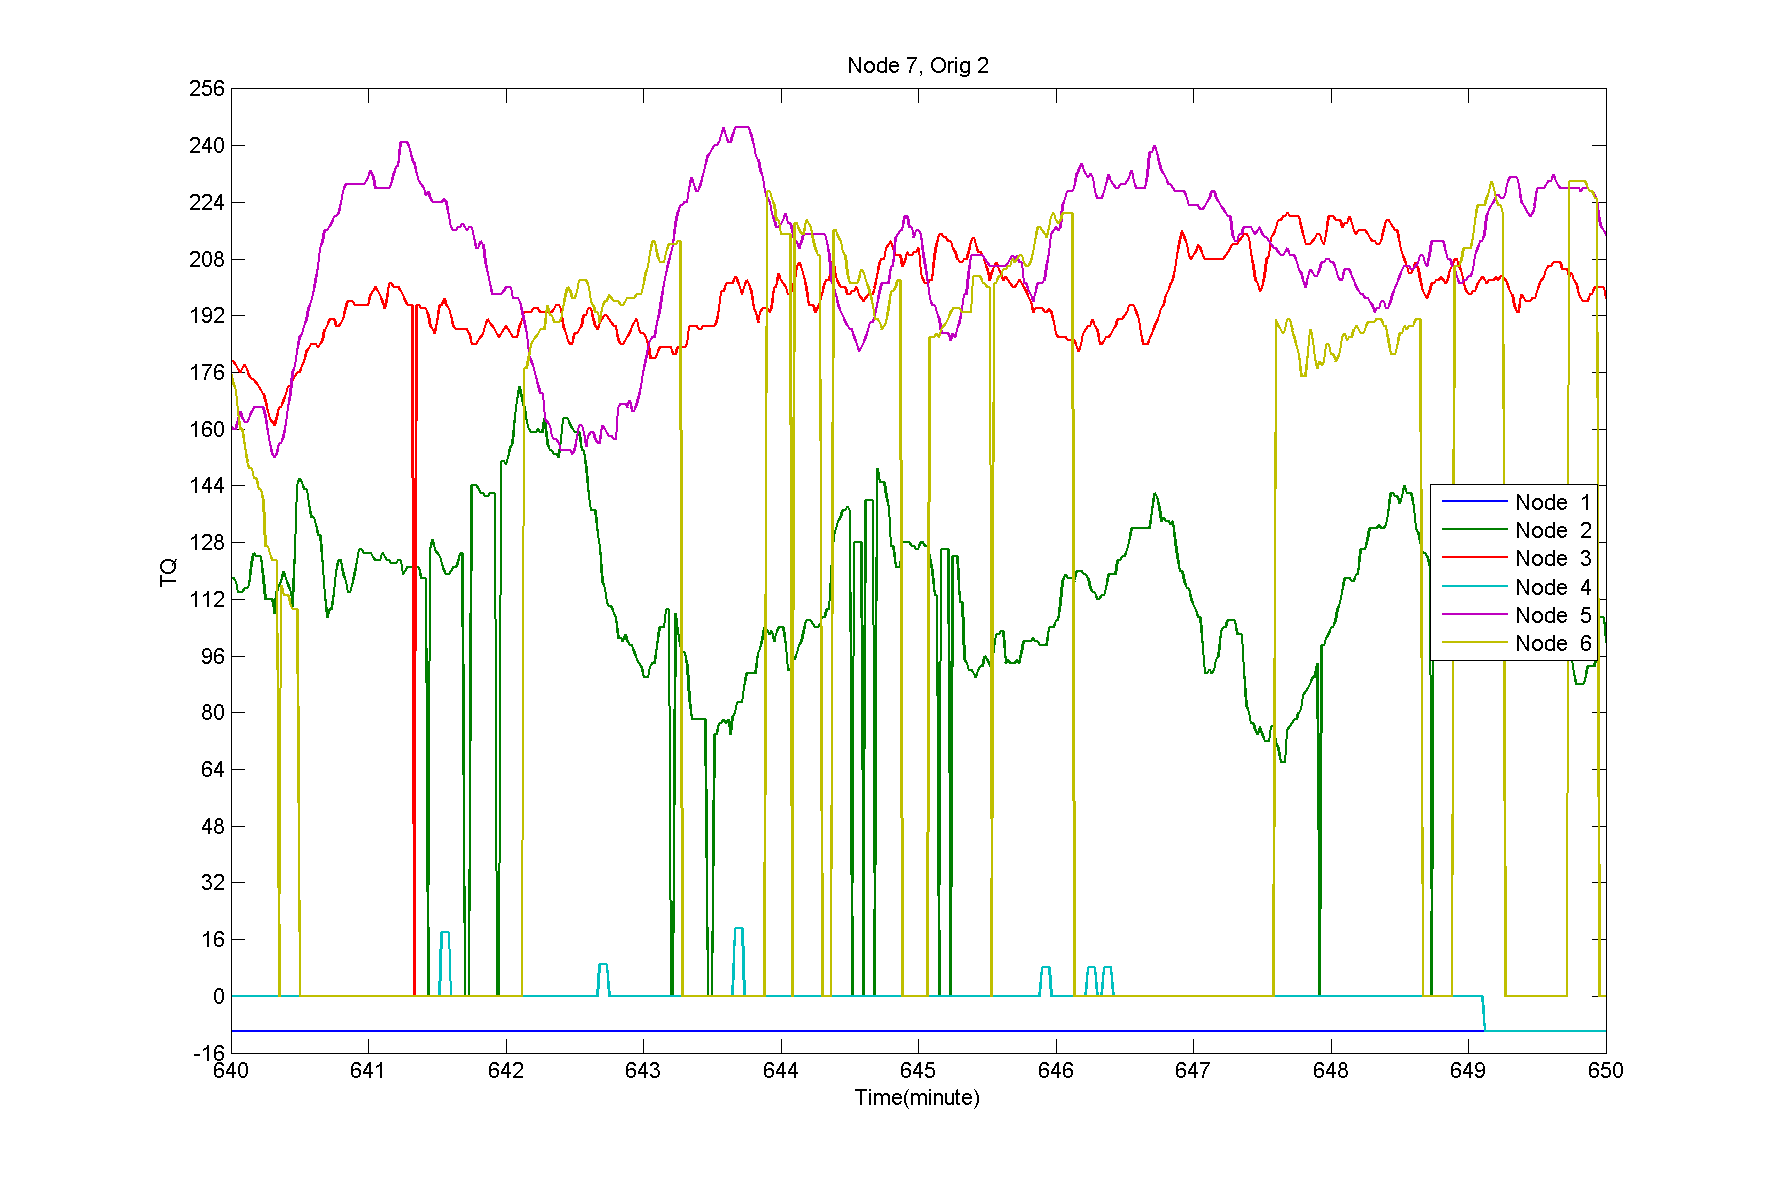 Node 7, Orig 2
256
240
224
208
192
176
160
144
128
112
96
80
64
48
32
16
0
-16
TQ
Node 1
Node 2
Node 3
Node 4
Node 5
Node 6
640 641 642 643 644 645 646 647 648 649 650
Time(minute)